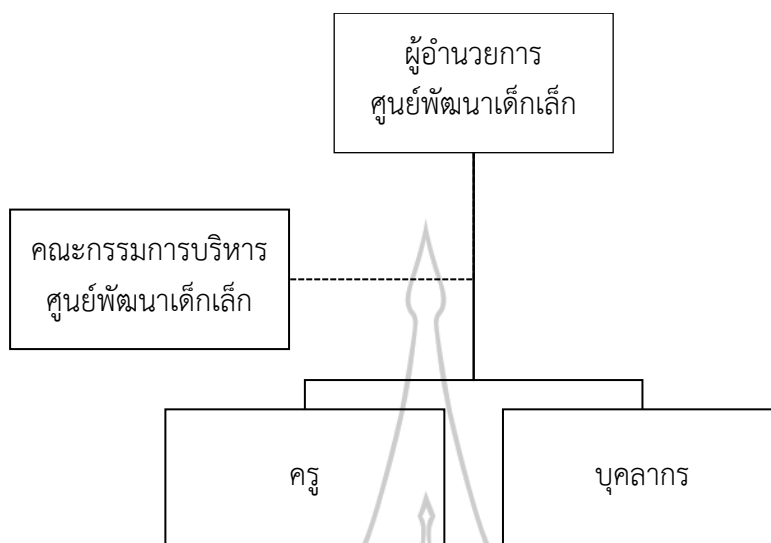 ผู้อำนวยการ
ศูนย์พัฒนาเด็กเล็ก
คณะกรรมการบริหาร
ศูนย์พัฒนาเด็กเล็ก
ครู
บุคลากร